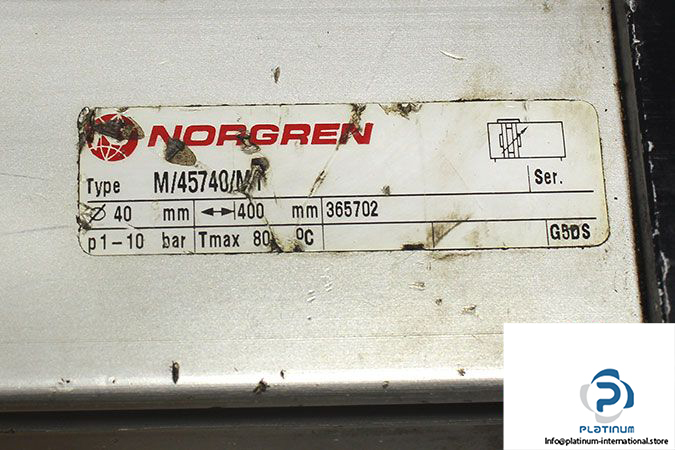 NORGREN
Type M/45740/MT Ser.
⌀ 40 mm 400 mm 365702
p1-10 bar Tmax 80 °C G5DS
PLATINUM
Info@platinum-international.store